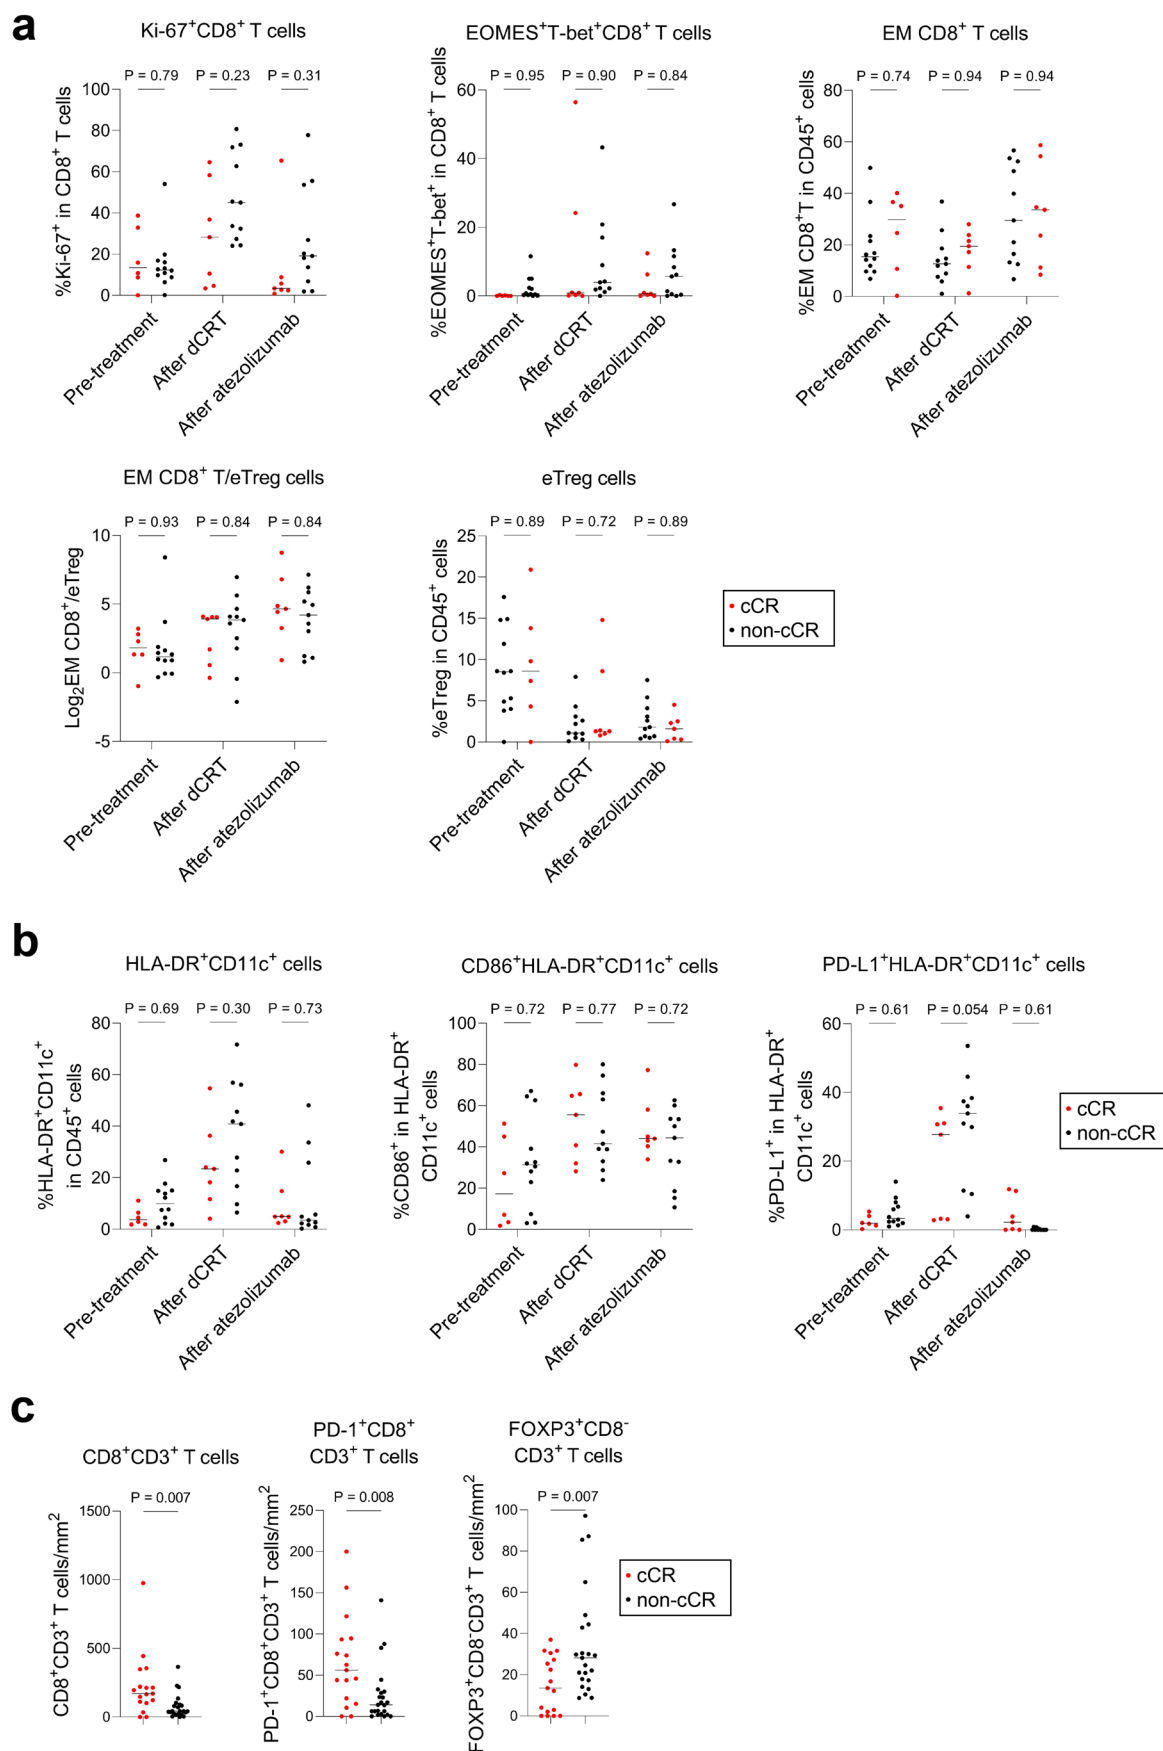 a
Ki-67⁺CD8⁺ T cells
P = 0.79 P = 0.23 P = 0.31
%Ki-67⁺ in CD8⁺ T cells
100
80
60
40
20
0
Pre-treatment
After dCRT
After atezolizumab
EOMES⁺T-bet⁺CD8⁺ T cells
P = 0.95 P = 0.90 P = 0.84
%EOMES⁺T-bet⁺ in CD8⁺ T cells
60
40
20
0
Pre-treatment
After dCRT
After atezolizumab
EM CD8⁺ T cells
P = 0.74 P = 0.94 P = 0.94
%EM CD8⁺T in CD45⁺ cells
80
60
40
20
0
Pre-treatment
After dCRT
After atezolizumab
EM CD8⁺ T/eTreg cells
P = 0.93 P = 0.84 P = 0.84
Log₂EM CD8⁺/eTreg
10
5
0
-5
Pre-treatment
After dCRT
After atezolizumab
eTreg cells
P = 0.89 P = 0.72 P = 0.89
%eTreg in CD45⁺ cells
25
20
15
10
5
0
Pre-treatment
After dCRT
After atezolizumab
cCR
non-cCR
b
HLA-DR⁺CD11c⁺ cells
P = 0.69 P = 0.30 P = 0.73
%HLA-DR⁺CD11c⁺
in CD45⁺ cells
80
60
40
20
0
Pre-treatment
After dCRT
After atezolizumab
CD86⁺HLA-DR⁺CD11c⁺ cells
P = 0.72 P = 0.77 P = 0.72
%CD86⁺ in HLA-DR⁺
CD11c⁺ cells
100
80
60
40
20
0
Pre-treatment
After dCRT
After atezolizumab
PD-L1⁺HLA-DR⁺CD11c⁺ cells
P = 0.61 P = 0.054 P = 0.61
%PD-L1⁺ in HLA-DR⁺
CD11c⁺ cells
60
40
20
0
Pre-treatment
After dCRT
After atezolizumab
cCR
non-cCR
c
CD8⁺CD3⁺ T cells
P = 0.007
CD8⁺CD3⁺ T cells/mm²
1500
1000
500
0
PD-1⁺CD8⁺
CD3⁺ T cells
P = 0.008
PD-1⁺CD8⁺CD3⁺ T cells/mm²
250
200
150
100
50
0
FOXP3⁺CD8⁻
CD3⁺ T cells
P = 0.007
FOXP3⁺CD8⁻CD3⁺ T cells/mm²
100
80
60
40
20
0
cCR
non-cCR